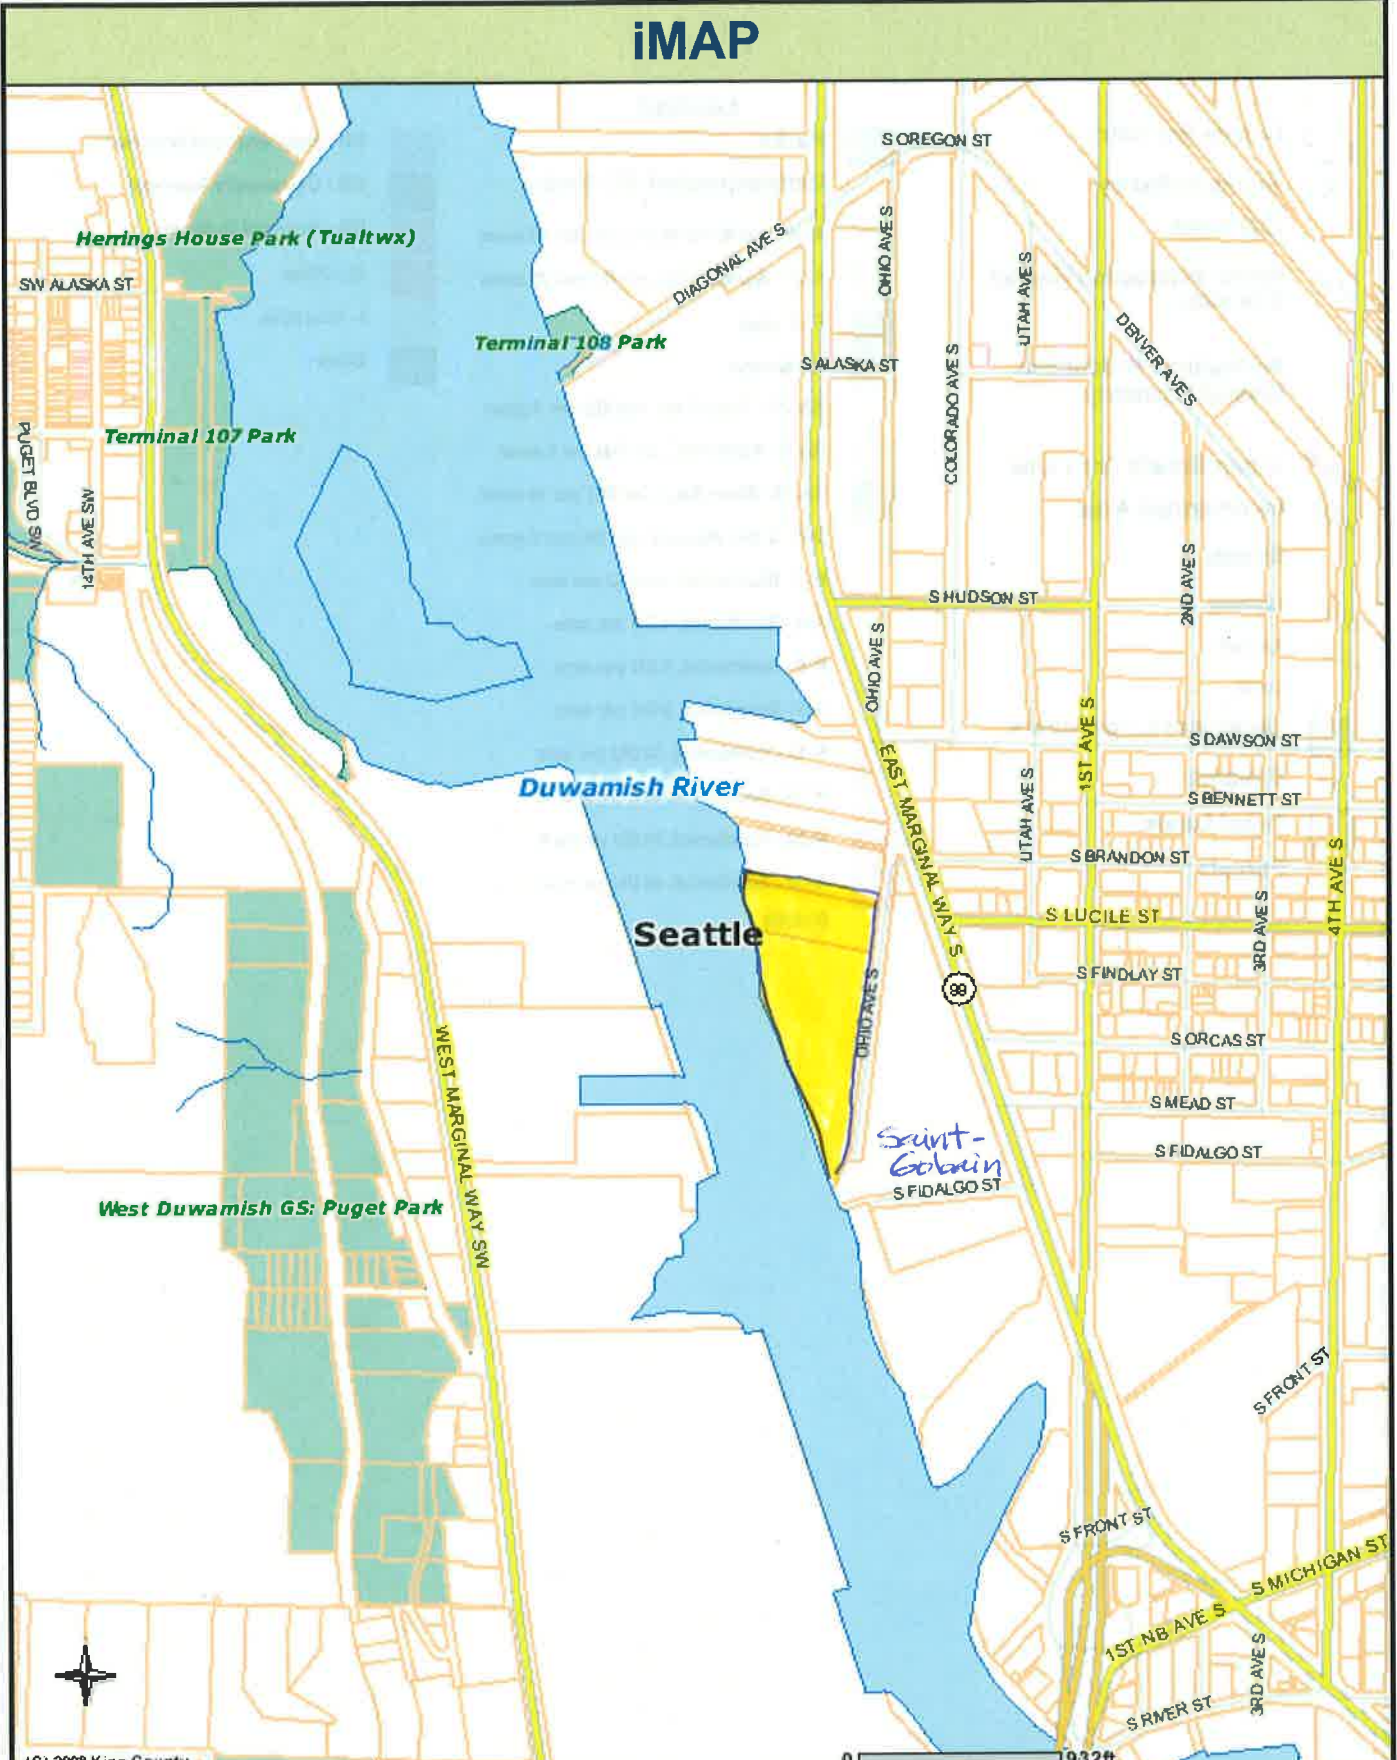 iMAP
S OREGON ST
Herrings House Park (Tualtwx)
OHIO AVE S
DIAGONAL AVE S
UTAH AVE S
SW ALASKA ST
DENVER AVE S
Terminal 108 Park
S ALASKA ST
COLORADO AVE S
Terminal 107 Park
PUGET BLVD SW
14TH AVE SW
2ND AVE S
S HUDSON ST
OHIO AVE S
1ST AVE S
S DAWSON ST
EAST MARGINAL WAY S
Duwamish River
UTAH AVE S
S BENNETT ST
S BRANDON ST
4TH AVE S
S LUCILE ST
Seattle
3RD AVE S
S FINDLAY ST
99
OHIO AVE S
S ORCAS ST
WEST MARGINAL WAY SW
S MEAD ST
Saint-
Gobain
S FIDALGO ST
S FIDALGO ST
West Duwamish GS: Puget Park
S FRONT ST
S FRONT ST
S MICHIGAN ST
1ST NB AVE S
3RD AVE S
S RIVER ST
(C) 2008 King County
0 1932ft